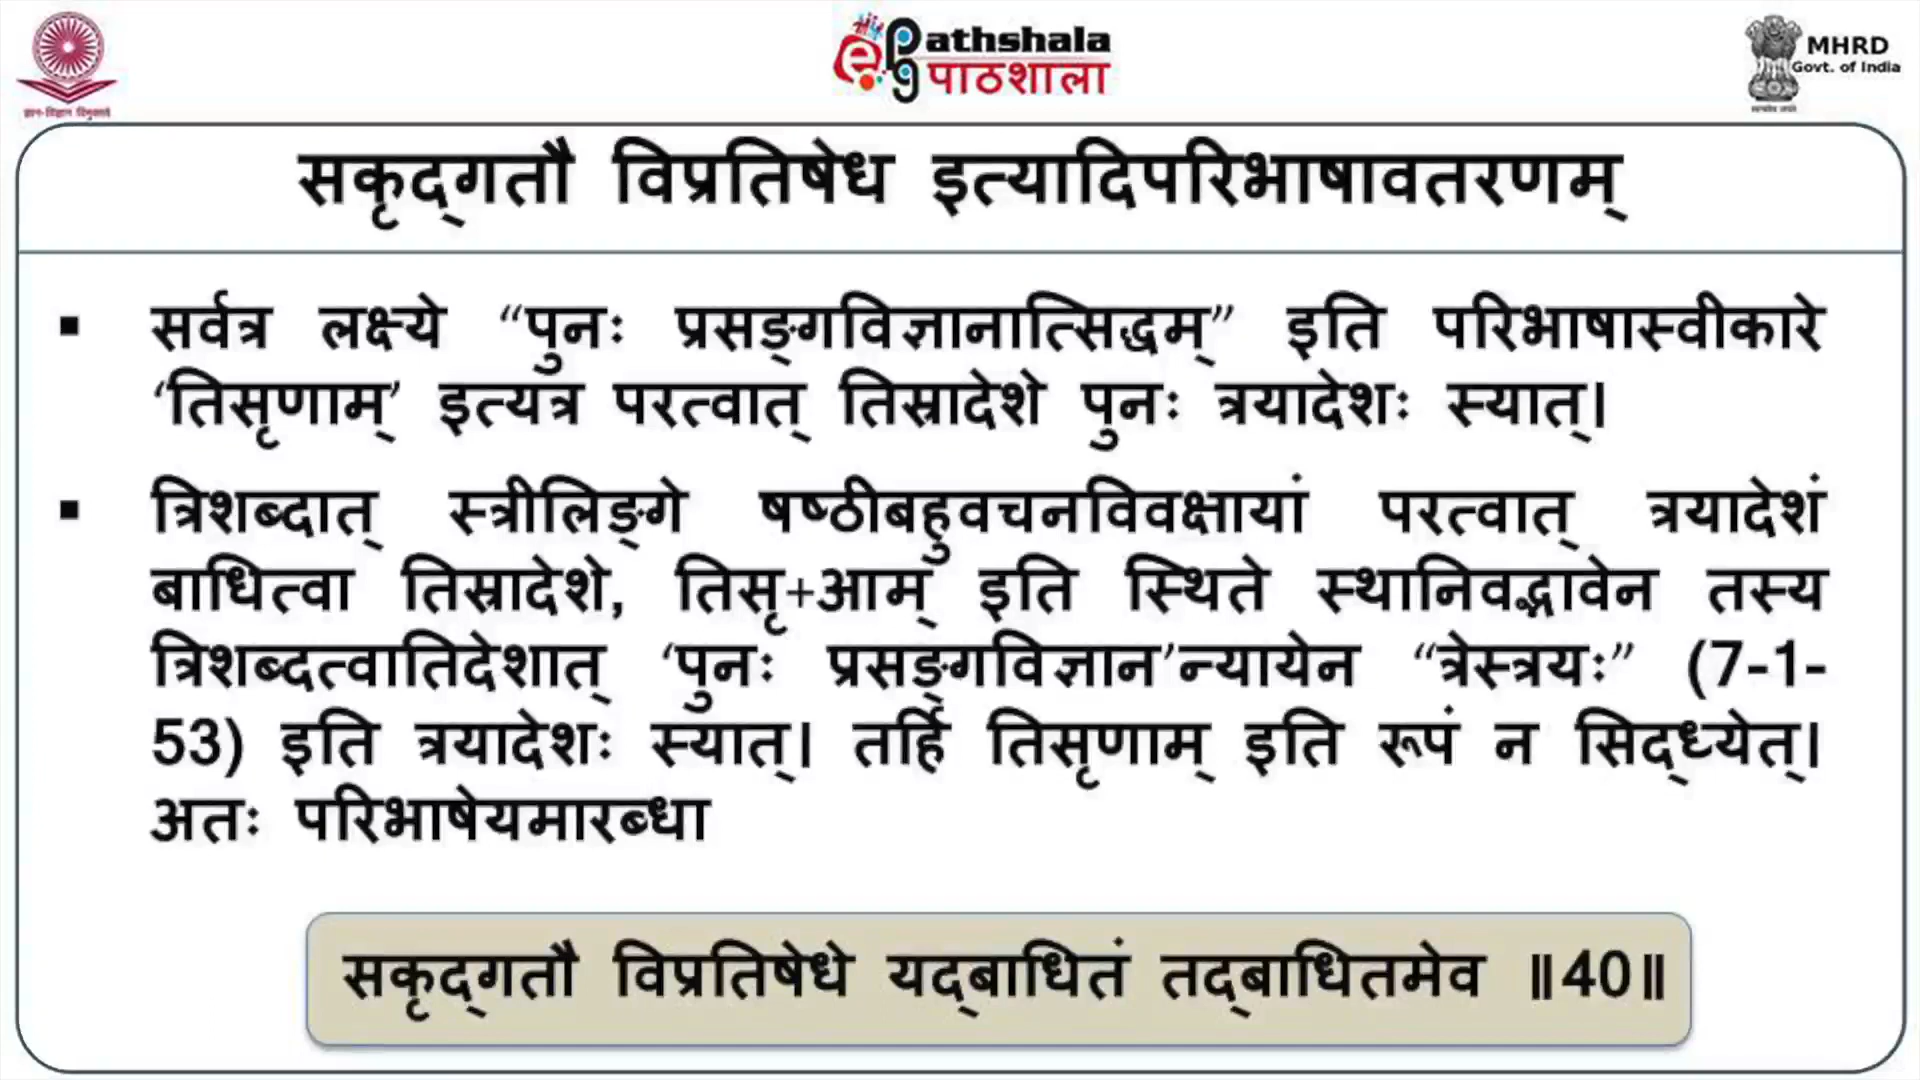 ज्ञान-विज्ञान विमुक्तये
Pathshala
पाठशाला
MHRD
Govt. of India
सकृद्‌गतौ विप्रतिषेध इत्यादिपरिभाषावतरणम्
▪ सर्वत्र लक्ष्ये “पुनः प्रसङ्गविज्ञानात्सिद्धम्” इति परिभाषास्वीकारे
‘तिसृणाम्’ इत्यत्र परत्वात् तिस्रादेशे पुनः त्रयादेशः स्यात्।
▪ त्रिशब्दात् स्त्रीलिङ्गे षष्ठीबहुवचनविवक्षायां परत्वात् त्रयादेशं
बाधित्वा तिस्रादेशे, तिसृ+आम् इति स्थिते स्थानिवद्भावेन तस्य
त्रिशब्दत्वातिदेशात् ‘पुनः प्रसङ्गविज्ञान’न्यायेन “त्रेस्त्रयः” (7-1-
53) इति त्रयादेशः स्यात्। तर्हि तिसृणाम् इति रूपं न सिद्‌ध्येत्।
अतः परिभाषेयमारब्धा
सकृद्‌गतौ विप्रतिषेधे यद्‌बाधितं तद्‌बाधितमेव ॥40॥